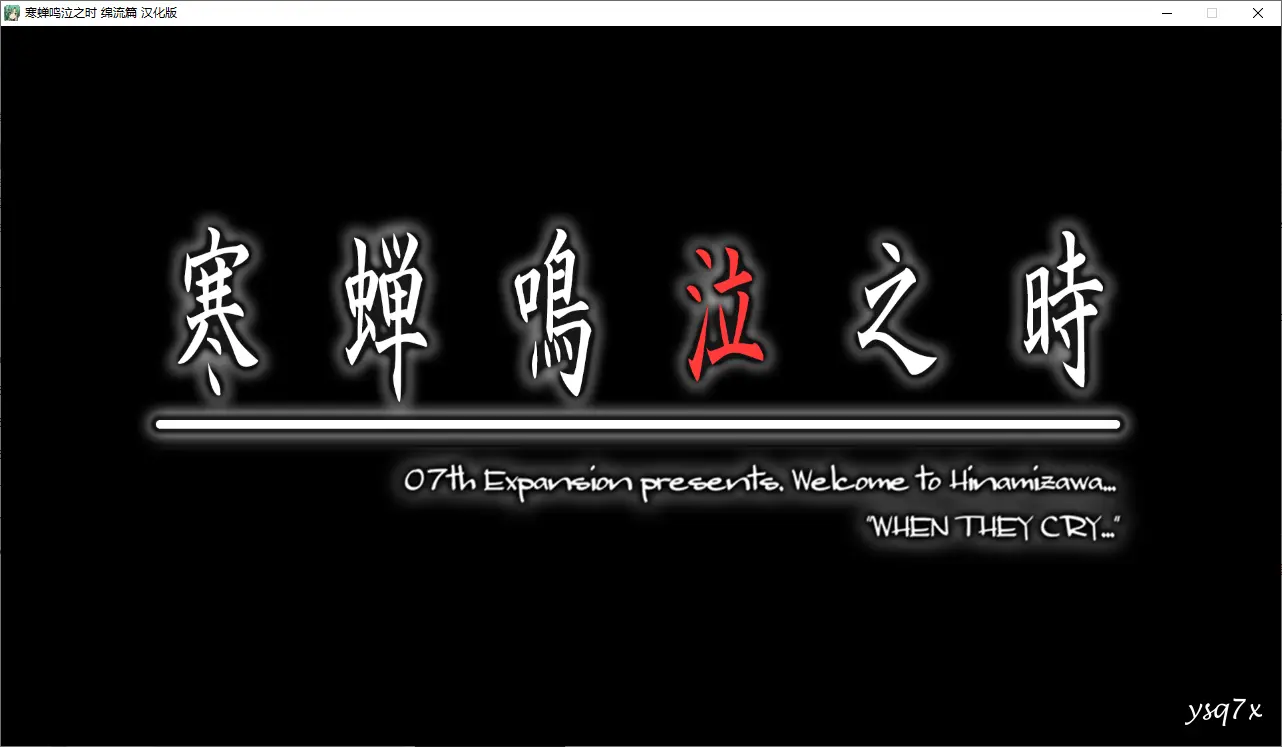 寒蝉鸣泣之时 绵流篇 汉化版
寒蝉鳴泣之時
07th Expansion presents. Welcome to Hinamizawa...
"WHEN THEY CRY..."
ysq7x